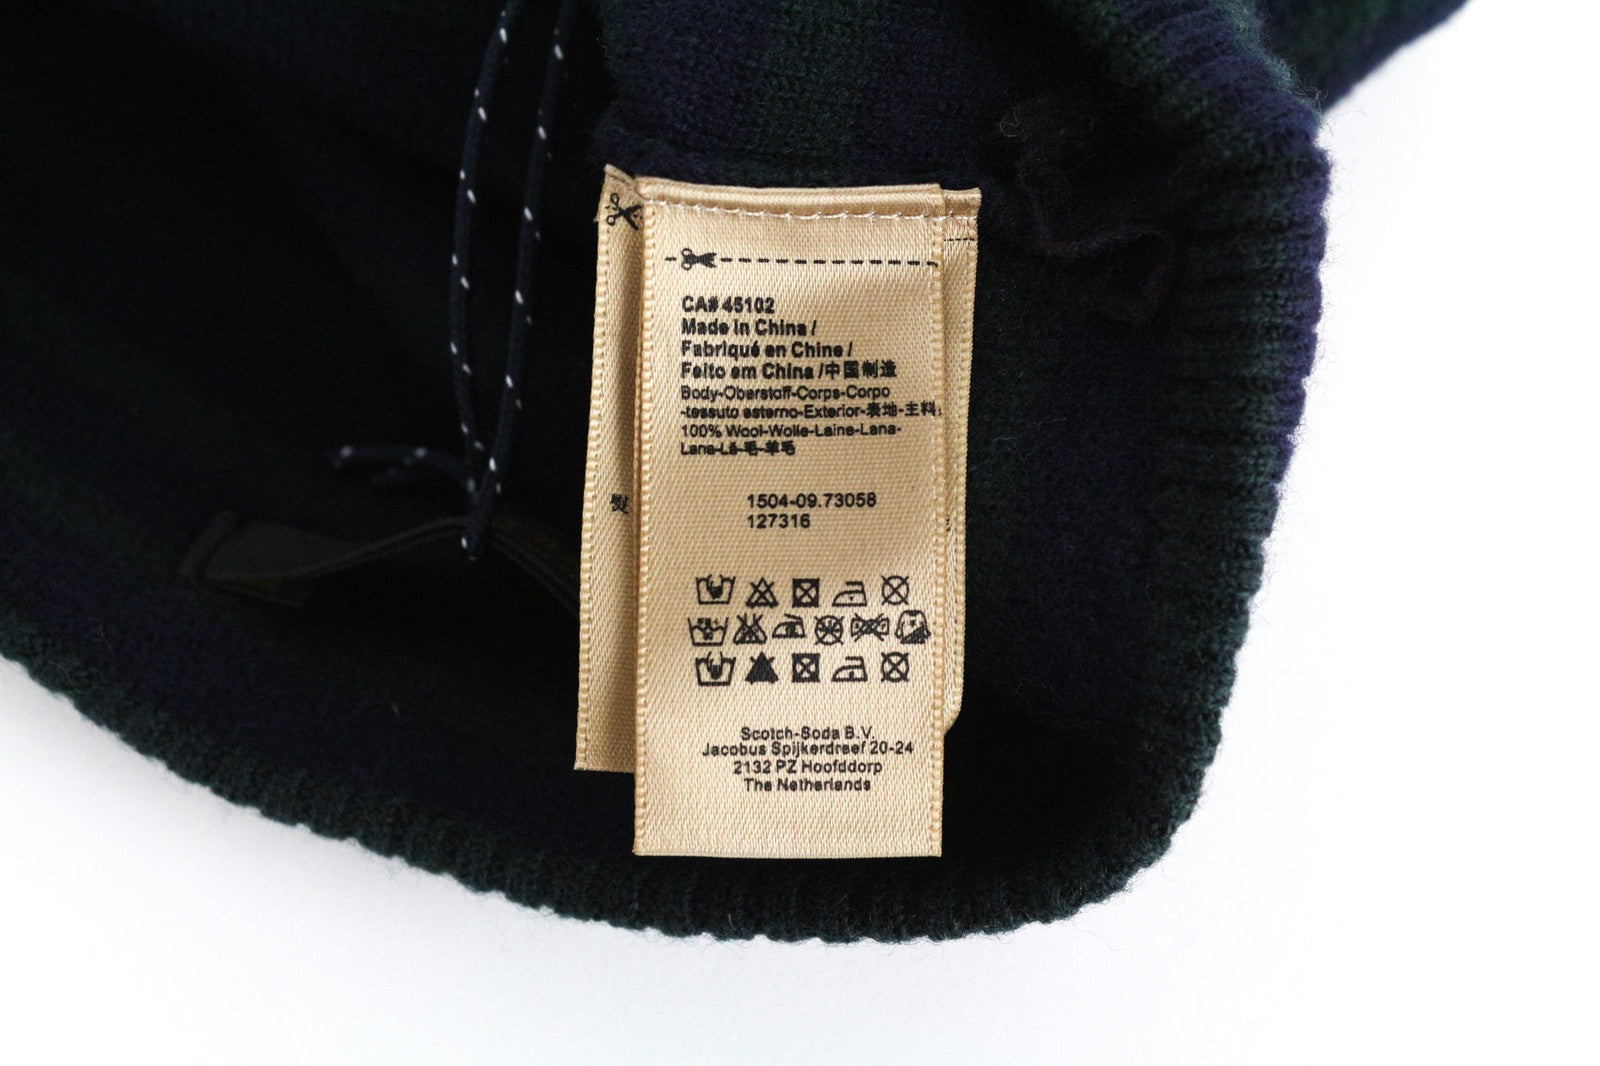 CA# 45102
Made in China /
Fabriqué en Chine /
Feito em China /中国制造
Body-Oberstoff-Corps-Corpo
-tessuto esterno-Exterior-表地-主料:
100% Wool-Wolle-Laine-Lana-
Lana-Lã-毛-羊毛
熨
1504-09.73058
127316
Scotch-Soda B.V.
Jacobus Spijkerdreef 20-24
2132 PZ Hoofddorp
The Netherlands